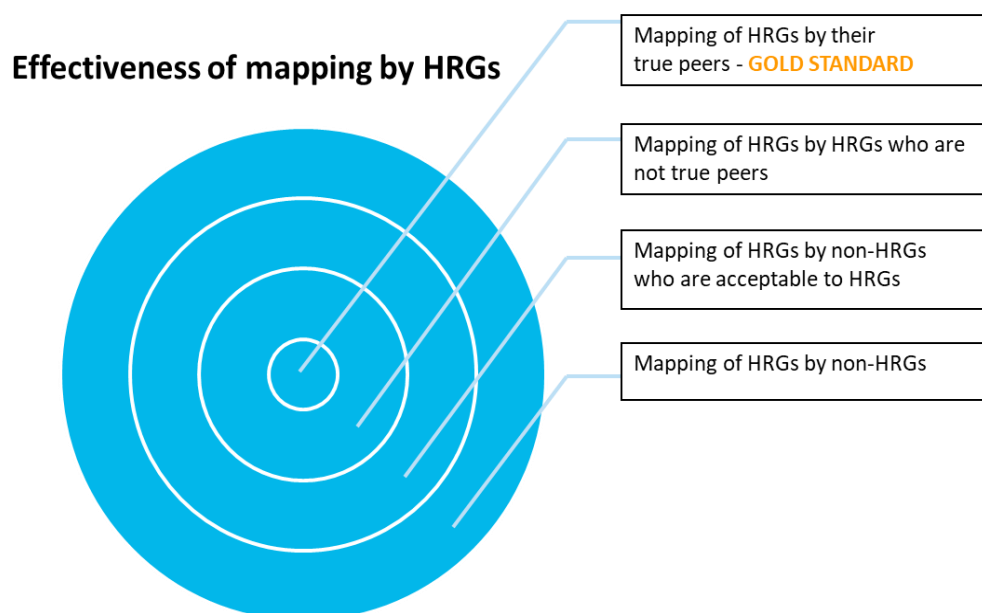 Effectiveness of mapping by HRGs
Mapping of HRGs by their
true peers - GOLD STANDARD
Mapping of HRGs by HRGs who are
not true peers
Mapping of HRGs by non-HRGs
who are acceptable to HRGs
Mapping of HRGs by non-HRGs